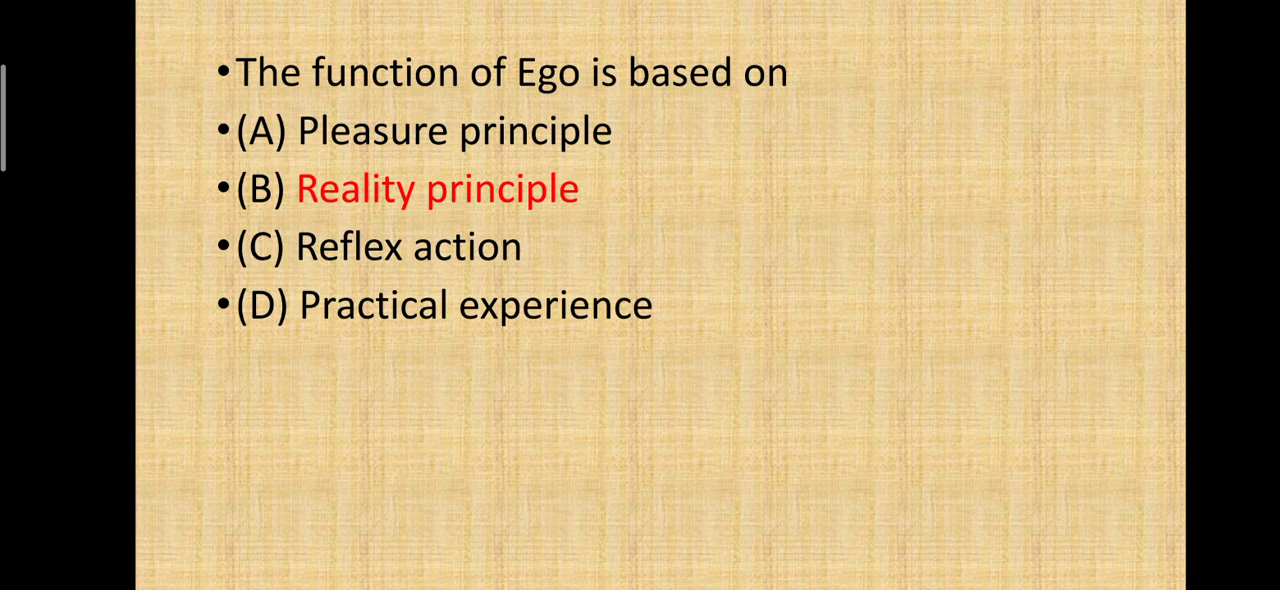 •The function of Ego is based on
•(A) Pleasure principle
•(B) Reality principle
•(C) Reflex action
•(D) Practical experience